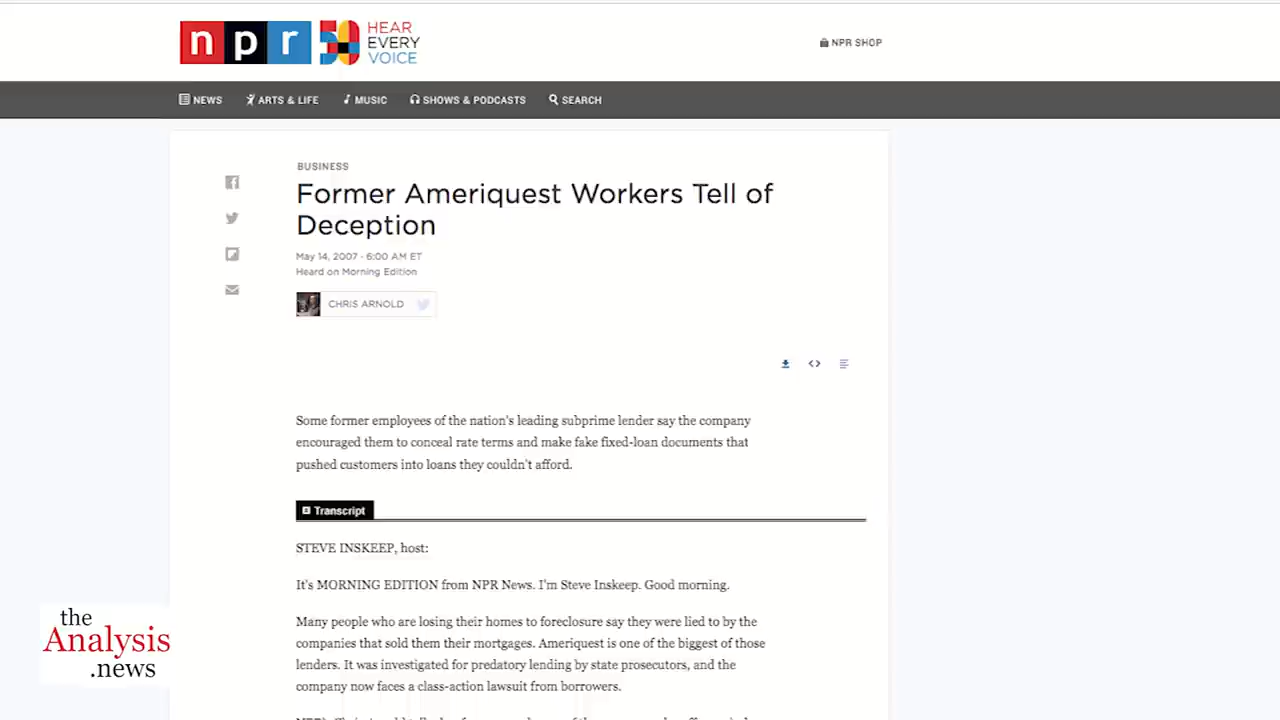 npr 50 HEAR
EVERY
VOICE
NPR SHOP
NEWS ARTS & LIFE MUSIC SHOWS & PODCASTS SEARCH
BUSINESS
Former Ameriquest Workers Tell of
Deception
May 14, 2007 · 6:00 AM ET
Heard on Morning Edition
CHRIS ARNOLD
Some former employees of the nation's leading subprime lender say the company
encouraged them to conceal rate terms and make fake fixed-loan documents that
pushed customers into loans they couldn't afford.
Transcript
STEVE INSKEEP, host:
It's MORNING EDITION from NPR News. I'm Steve Inskeep. Good morning.
Many people who are losing their homes to foreclosure say they were lied to by the
companies that sold them their mortgages. Ameriquest is one of the biggest of those
lenders. It was investigated for predatory lending by state prosecutors, and the
company now faces a class-action lawsuit from borrowers.
the
Analysis
.news